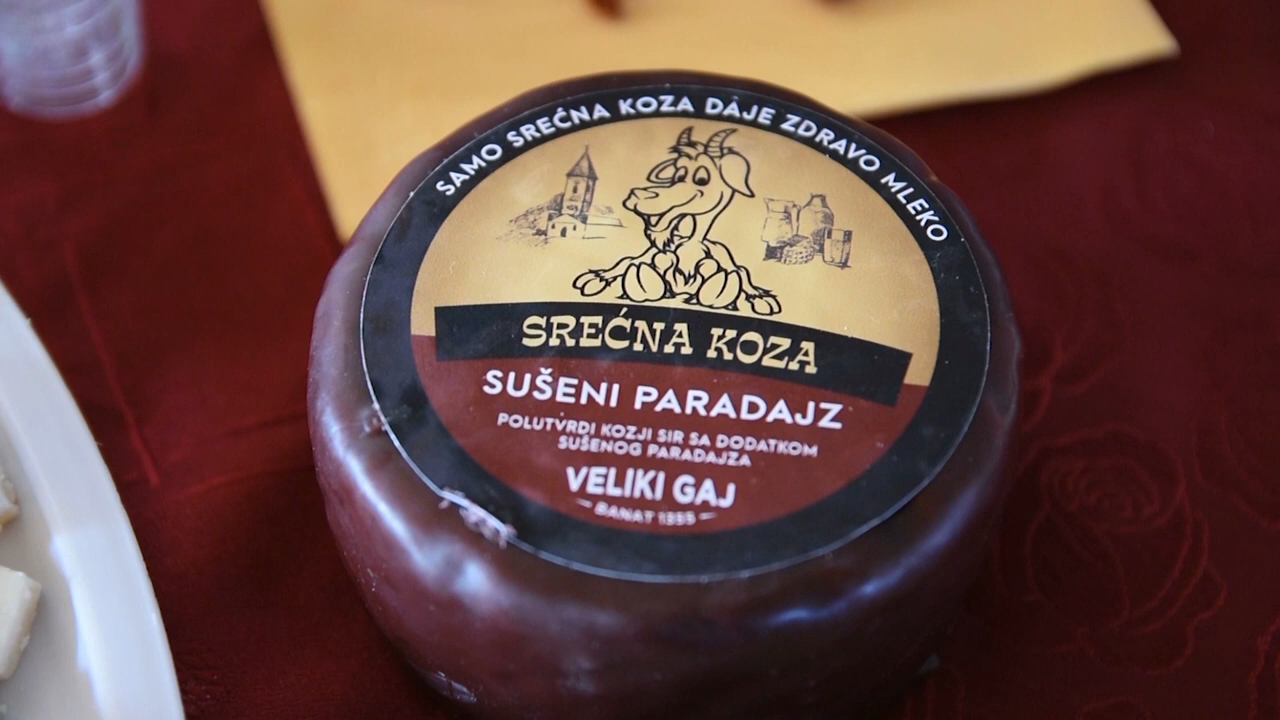 SAMO SREĆNA KOZA DAJE ZDRAVO MLEKO
SREĆNA KOZA
SUŠENI PARADAJZ
POLUTVRDI KOZJI SIR SA DODATKOM
SUŠENOG PARADAJZA
VELIKI GAJ
BANAT